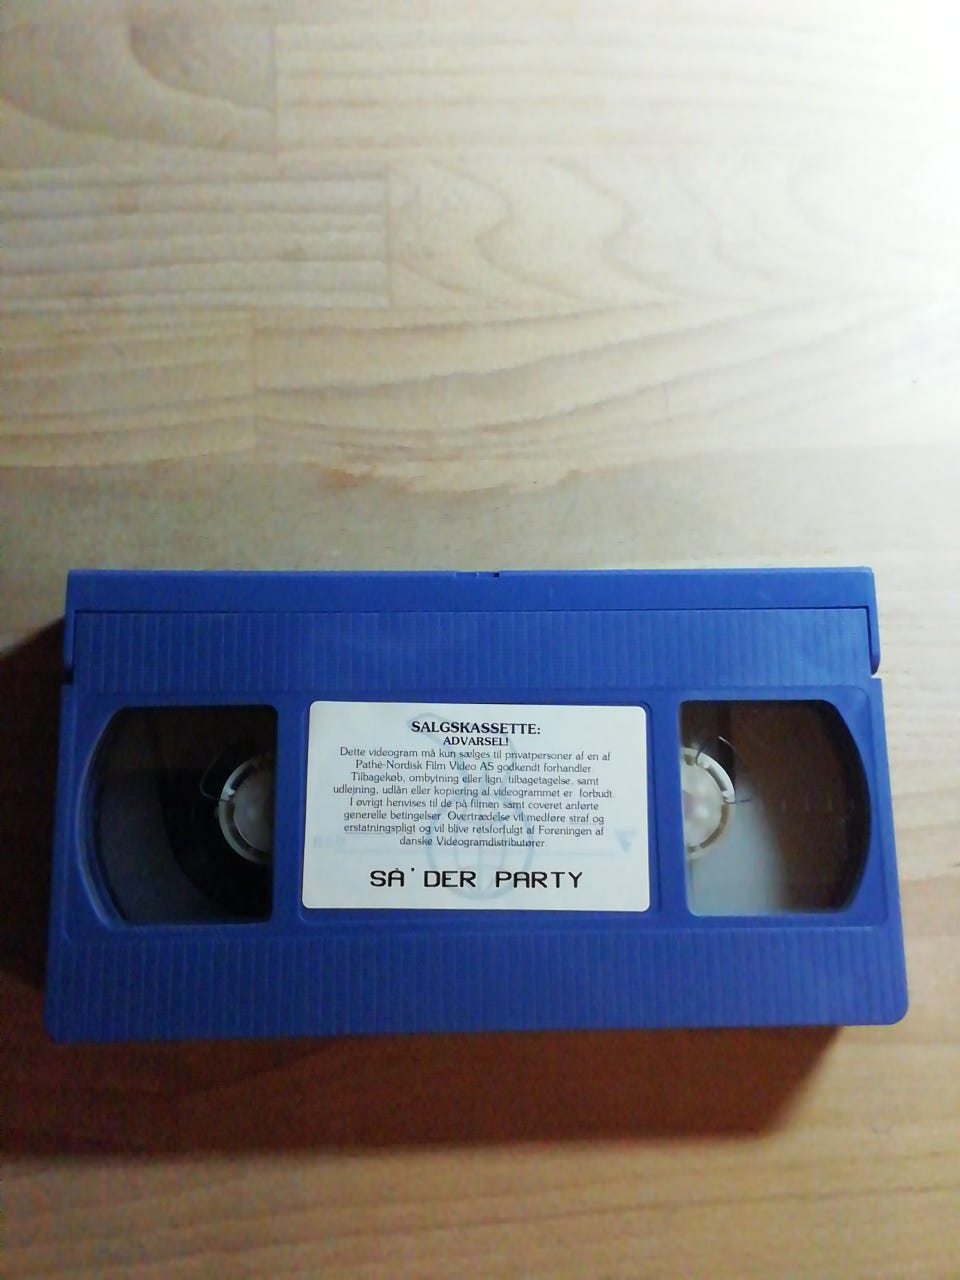 SALGSKASSETTE:
ADVARSEL!
Dette videogram må kun sælges til privatpersoner af en af
Pathé-Nordisk Film Video AS godkendt forhandler.
Tilbagekøb, ombytning eller lign. tilbagetagelse, samt
udlejning, udlån eller kopiering af videogrammet er forbudt.
I øvrigt henvises til de på filmen samt coveret anførte
generelle betingelser. Overtrædelse vil medføre straf og
erstatningspligt og vil blive retsforfulgt af Foreningen af
danske Videogramdistributører.
SÅ'DER PARTY